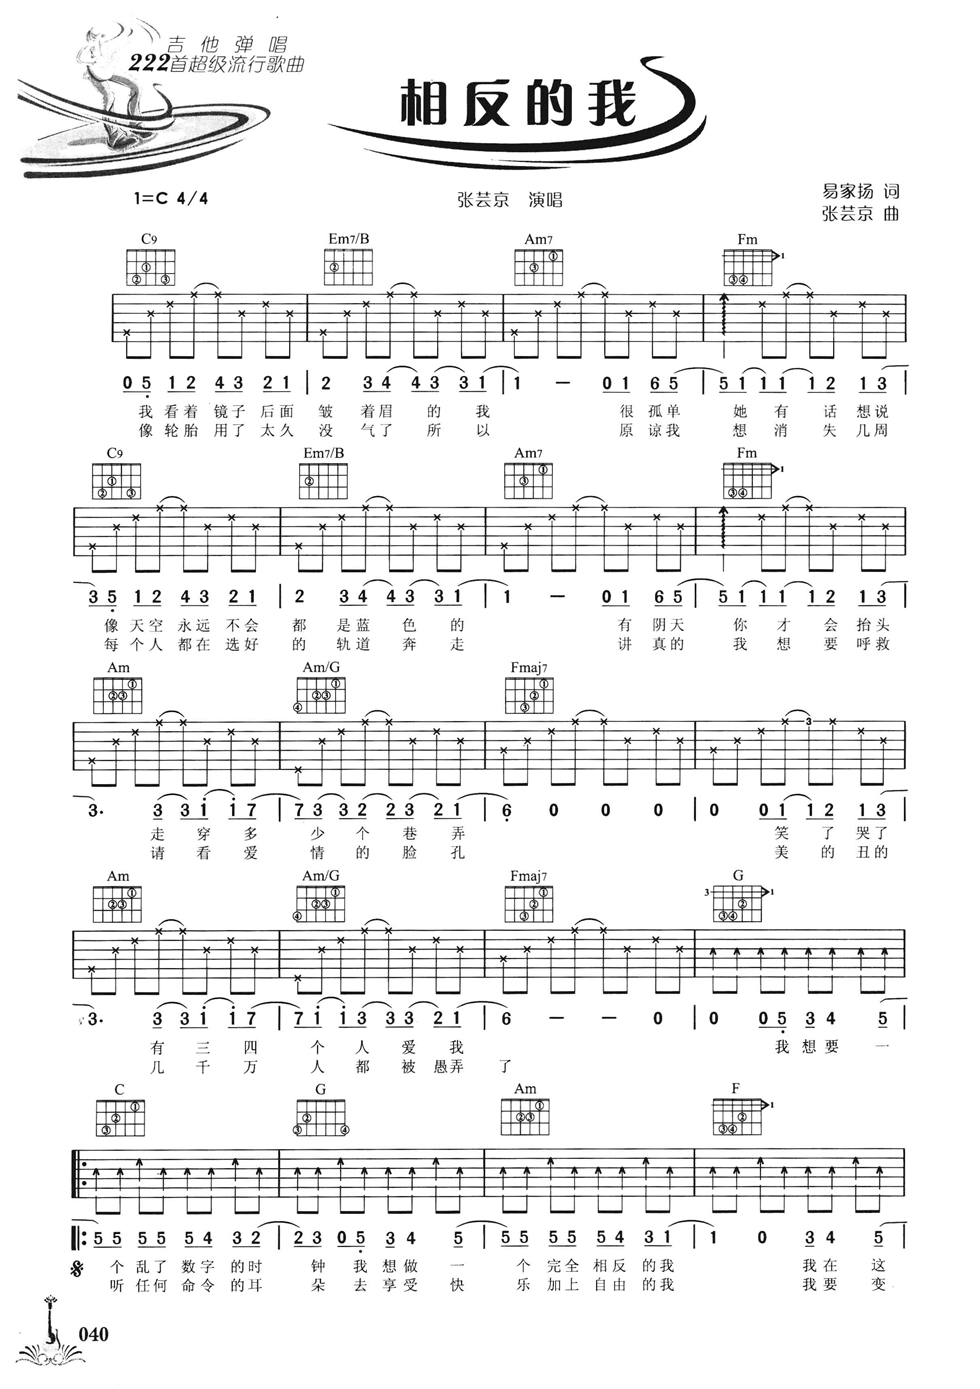 吉他弹唱
222首超级流行歌曲
相反的我
1=C 4/4
张芸京 演唱
易家扬 词
张芸京 曲
C9 Em7/B Am7 Fm
1
0 5 1 2 4 3 2 1 | 2 3 4 4 3 3 1 | 1 — 0 1 6 5 | 5 1 1 1 1 2 1 3 |
我 看着 镜子 后面 皱 着眉 的 我 很 孤单 她 有 话 想说
像 轮胎 用了 太久 没 气了 所 以 原 谅我 想 消 失 几周
C9 Em7/B Am7 Fm
1
3 5 1 2 4 3 2 1 | 2 3 4 4 3 3 1 | 1 — 0 1 6 5 | 5 1 1 1 1 2 1 3 |
像 天空 永远 不会 都 是蓝 色 的 有 阴天 你 才 会 抬头
每 个人 都在 选好 的 轨道 奔 走 讲 真的 我 想 要 呼救
Am Am/G Fmaj7
3
3· 3 3 1 1 7 | 7 3 3 2 2 3 2 1 | 6 0 0 0 | 0 0 1 1 2 1 3 |
走 穿 多 少 个 巷 弄 笑 了 哭了
请 看 爱 情 的 脸 孔 美 的 丑的
Am Am/G Fmaj7 G
3 1
3· 3 3 1 1 7 | 7 1 1 3 3 3 2 1 | 6 — — 0 | 0 0 5 3 4 5 |
有 三 四 个 人 爱 我 我 想 要 一
几 千 万 人 都 被 愚弄 了
C G Am F
1
5 5 5 5 5 4 3 2 | 2 3 0 5 3 4 5 | 5 5 5 5 5 4 3 1 | 1 0 3 4 5 |
个 乱了 数字 的时 钟 我 想 做 一 个 完全 相反 的我 我 在 这
听 任何 命令 的耳 朵 去 享 受 快 乐 加上 自由 的我 我 要 变
040